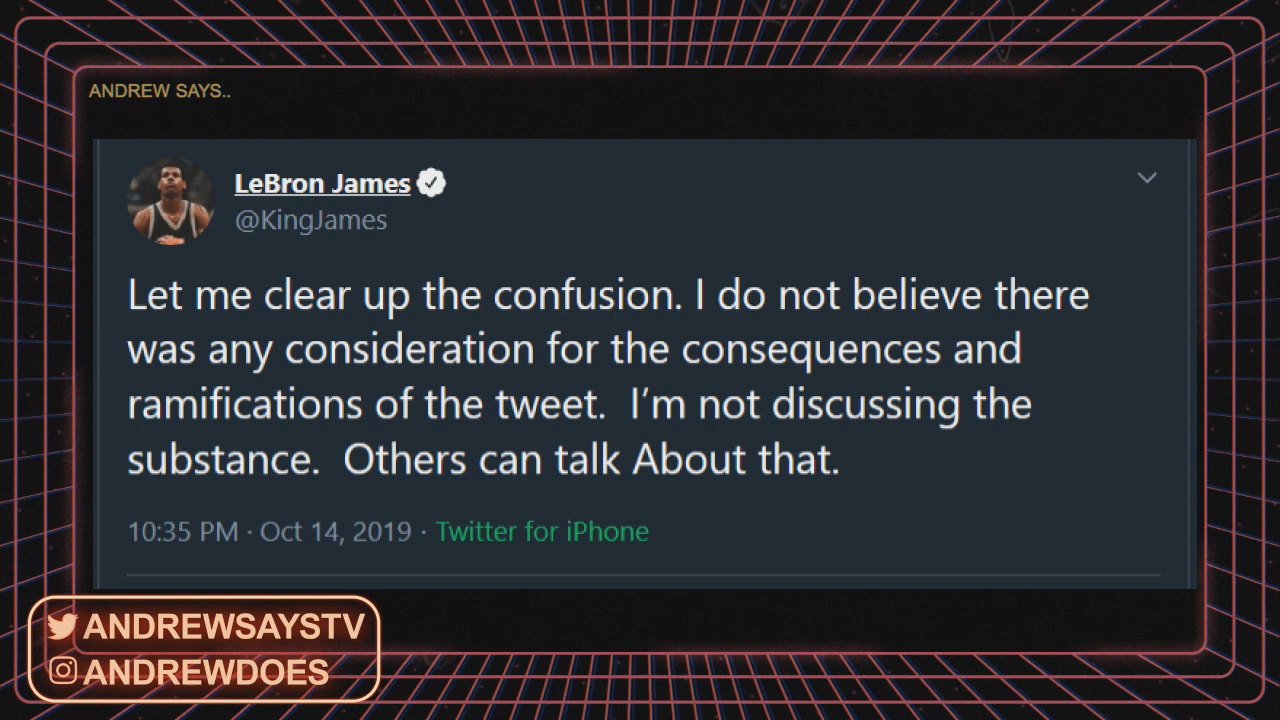 ANDREW SAYS..
LeBron James
@KingJames
Let me clear up the confusion. I do not believe there
was any consideration for the consequences and
ramifications of the tweet.  I’m not discussing the
substance.  Others can talk About that.
10:35 PM · Oct 14, 2019 · Twitter for iPhone
ANDREWSAYSTV
ANDREWDOES